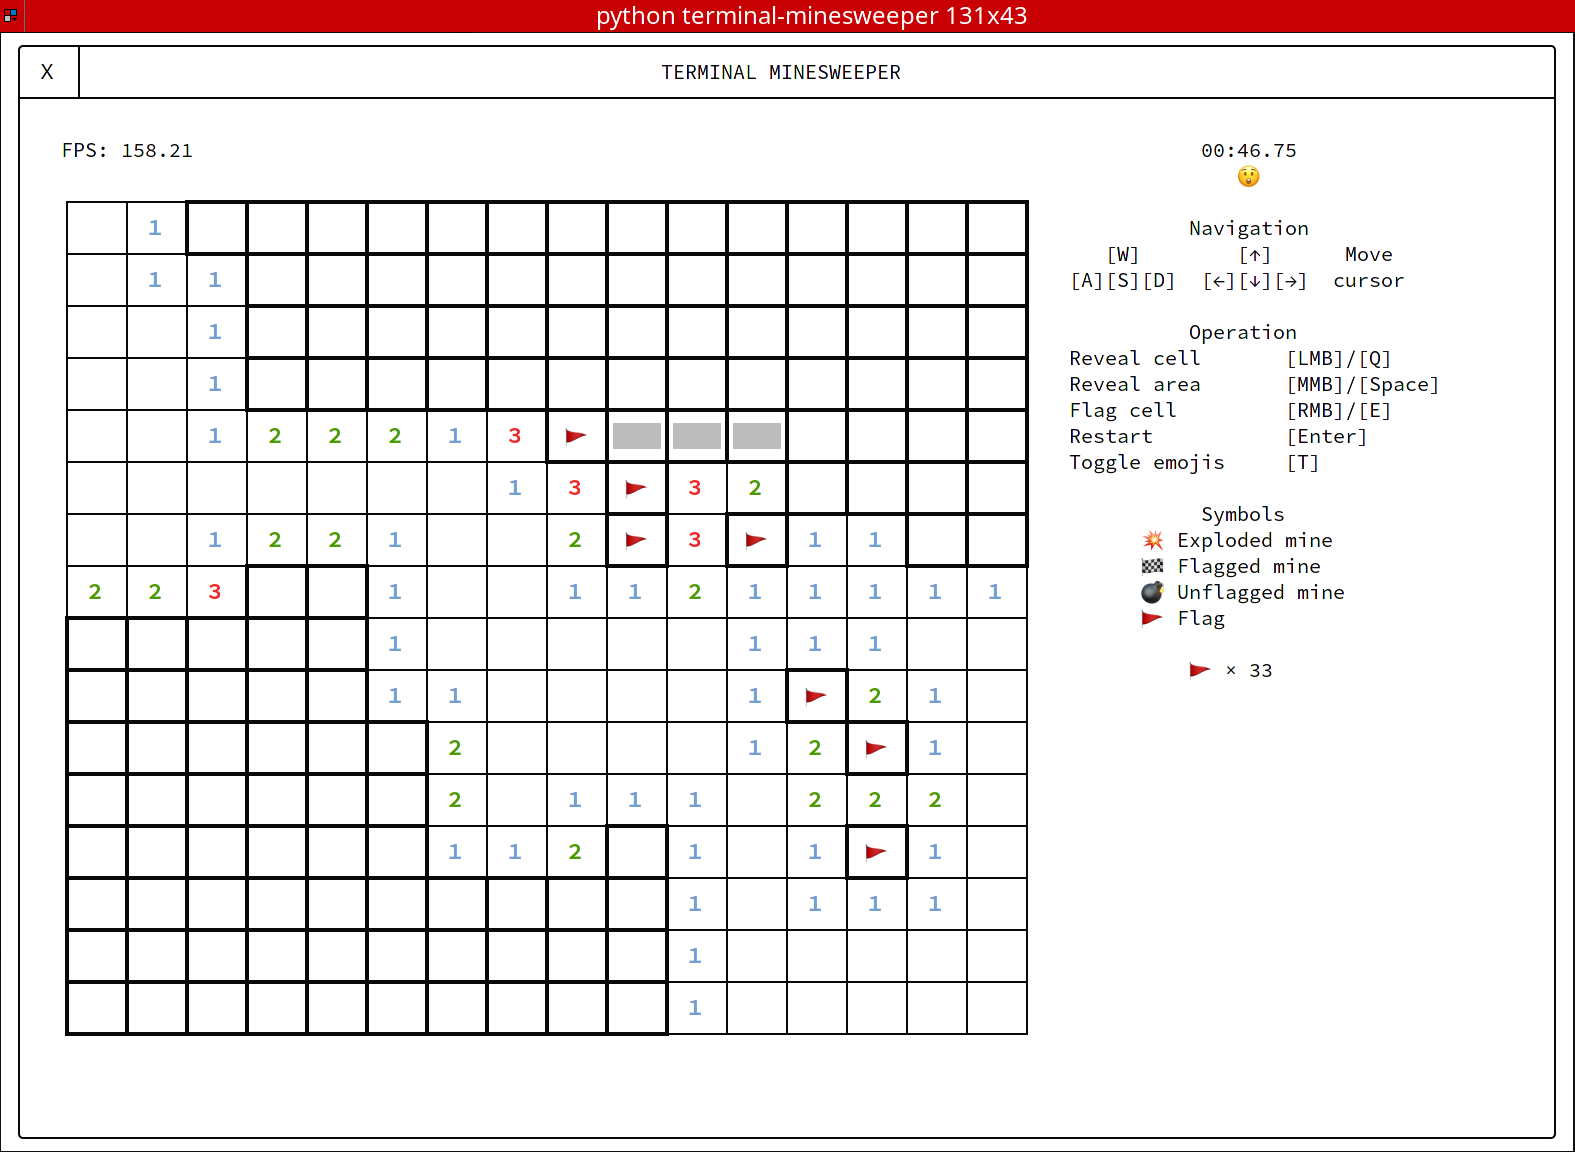 python terminal-minesweeper 131x43
X TERMINAL MINESWEEPER
FPS: 158.21 00:46.75
1 Navigation
[W] [↑] Move
1 1 [A][S][D] [←][↓][→] cursor
1 Operation
Reveal cell [LMB]/[Q]
1 Reveal area [MMB]/[Space]
Flag cell [RMB]/[E]
1 2 2 2 1 3 Restart [Enter]
Toggle emojis [T]
1 3 3 2
Symbols
1 2 2 1 2 3 1 1 Exploded mine
Flagged mine
2 2 3 1 1 1 2 1 1 1 1 1 Unflagged mine
Flag
1 1 1 1
× 33
1 1 1 2 1
2 1 2 1
2 1 1 1 2 2 2
1 1 2 1 1 1
1 1 1 1
1
1